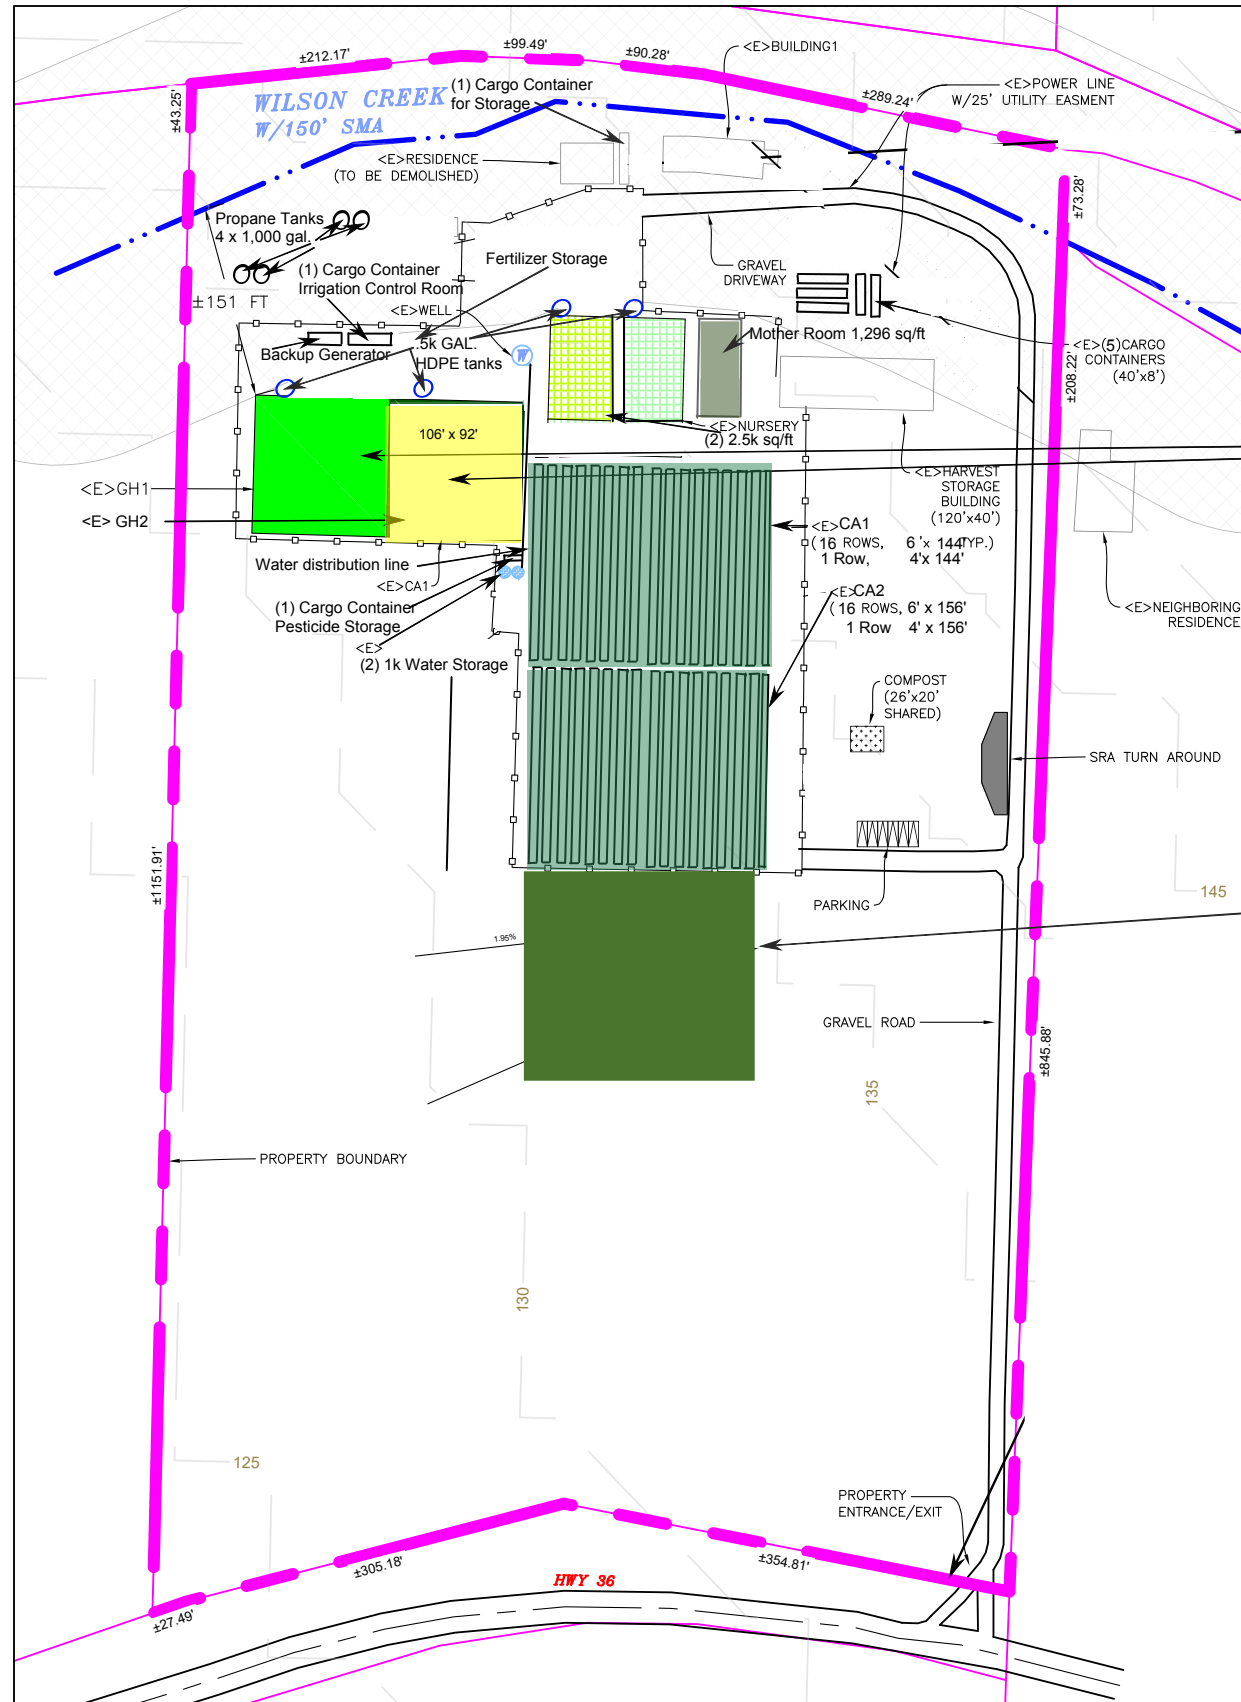 ±212.17'
±99.49'
±90.28'
<E>BUILDING1
±43.25'
WILSON CREEK
W/150' SMA
(1) Cargo Container
for Storage
±289.24'
<E>POWER LINE
W/25' UTILITY EASMENT
<E>RESIDENCE
(TO BE DEMOLISHED)
±73.28'
Propane Tanks
4 x 1,000 gal.
(1) Cargo Container
Irrigation Control Room
Fertilizer Storage
GRAVEL
DRIVEWAY
±151 FT
<E>WELL
Backup Generator
.5k GAL.
HDPE tanks
W
Mother Room 1,296 sq/ft
<E>(5)CARGO
CONTAINERS
(40'x8')
±208.22'
106' x 92'
<E>NURSERY
(2) 2.5k sq/ft
<E>GH1
<E> GH2
<E>HARVEST
STORAGE
BUILDING
(120'x40')
<E>CA1
(16 ROWS, 6'x 144'TYP.)
1 Row, 4'x 144'
Water distribution line
<E>CA1
(1) Cargo Container
Pesticide Storage
<E>
(2) 1k Water Storage
<E>CA2
(16 ROWS, 6' x 156'
1 Row 4' x 156'
<E>NEIGHBORING
RESIDENCE
COMPOST
(26'x20'
SHARED)
SRA TURN AROUND
±1151.91'
145
PARKING
1.95%
GRAVEL ROAD
±845.88'
135
PROPERTY BOUNDARY
130
125
PROPERTY
ENTRANCE/EXIT
±305.18'
±354.81'
HWY 36
±27.49'